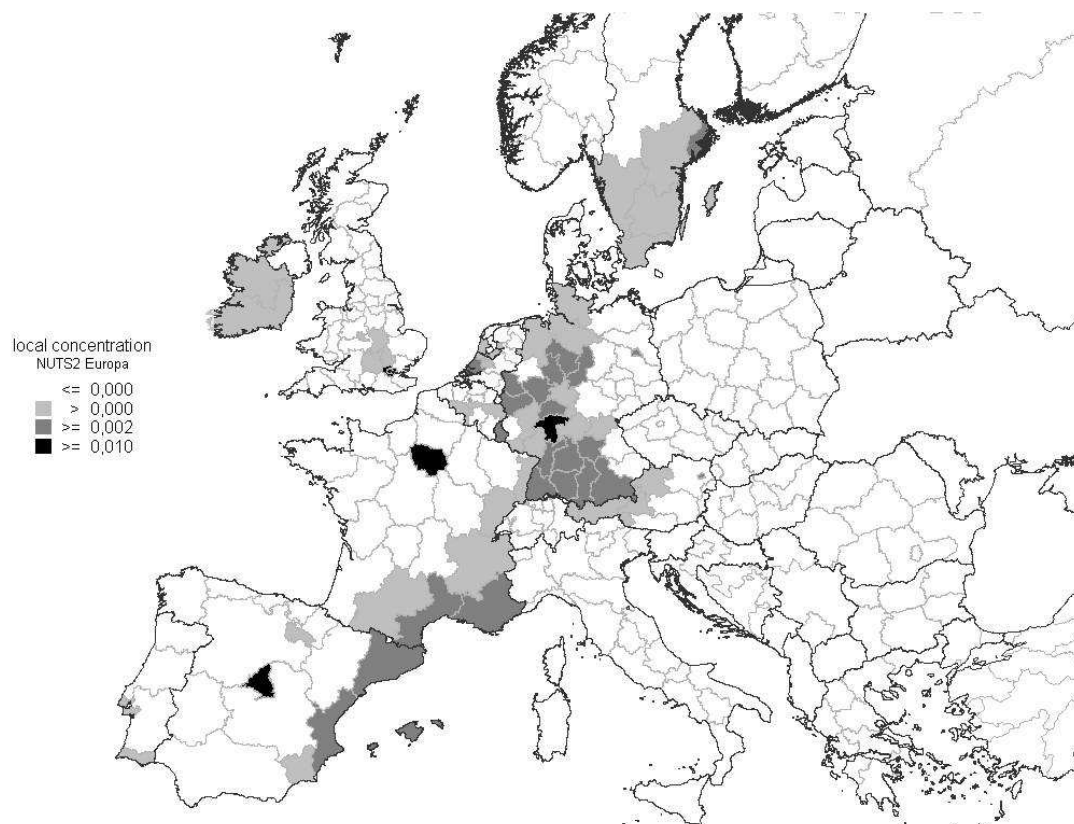 local concentration
NUTS2 Europa
<= 0,000
> 0,000
>= 0,002
>= 0,010